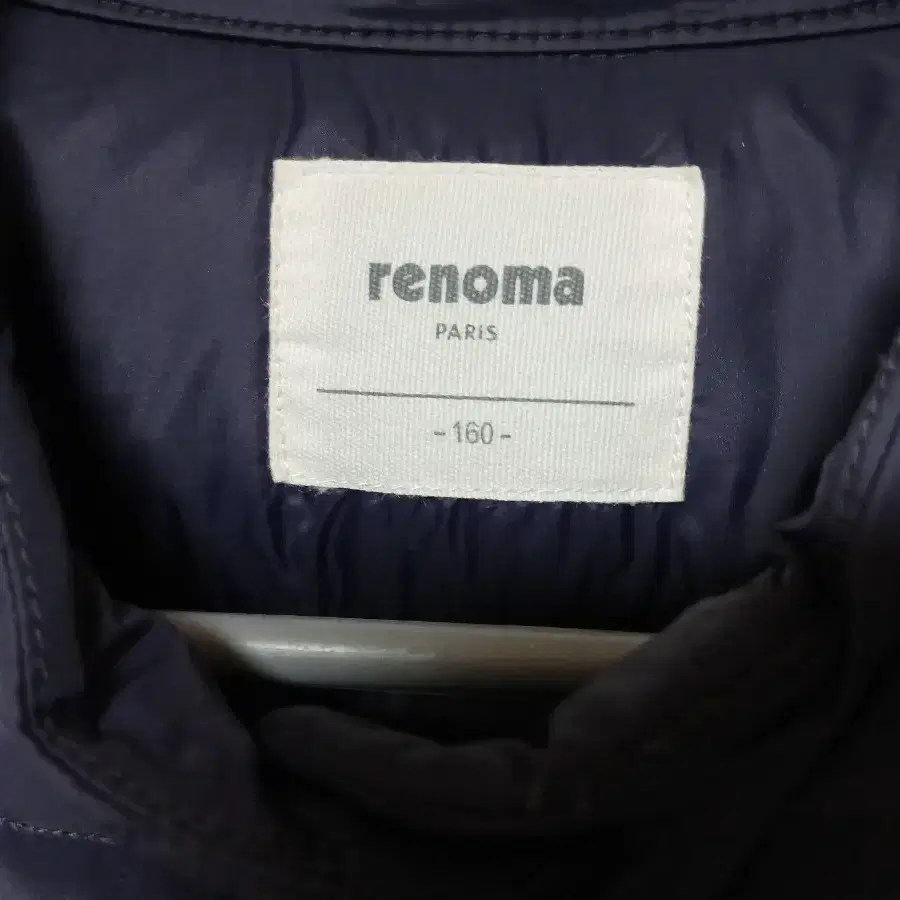 renoma
PARIS
- 160 -